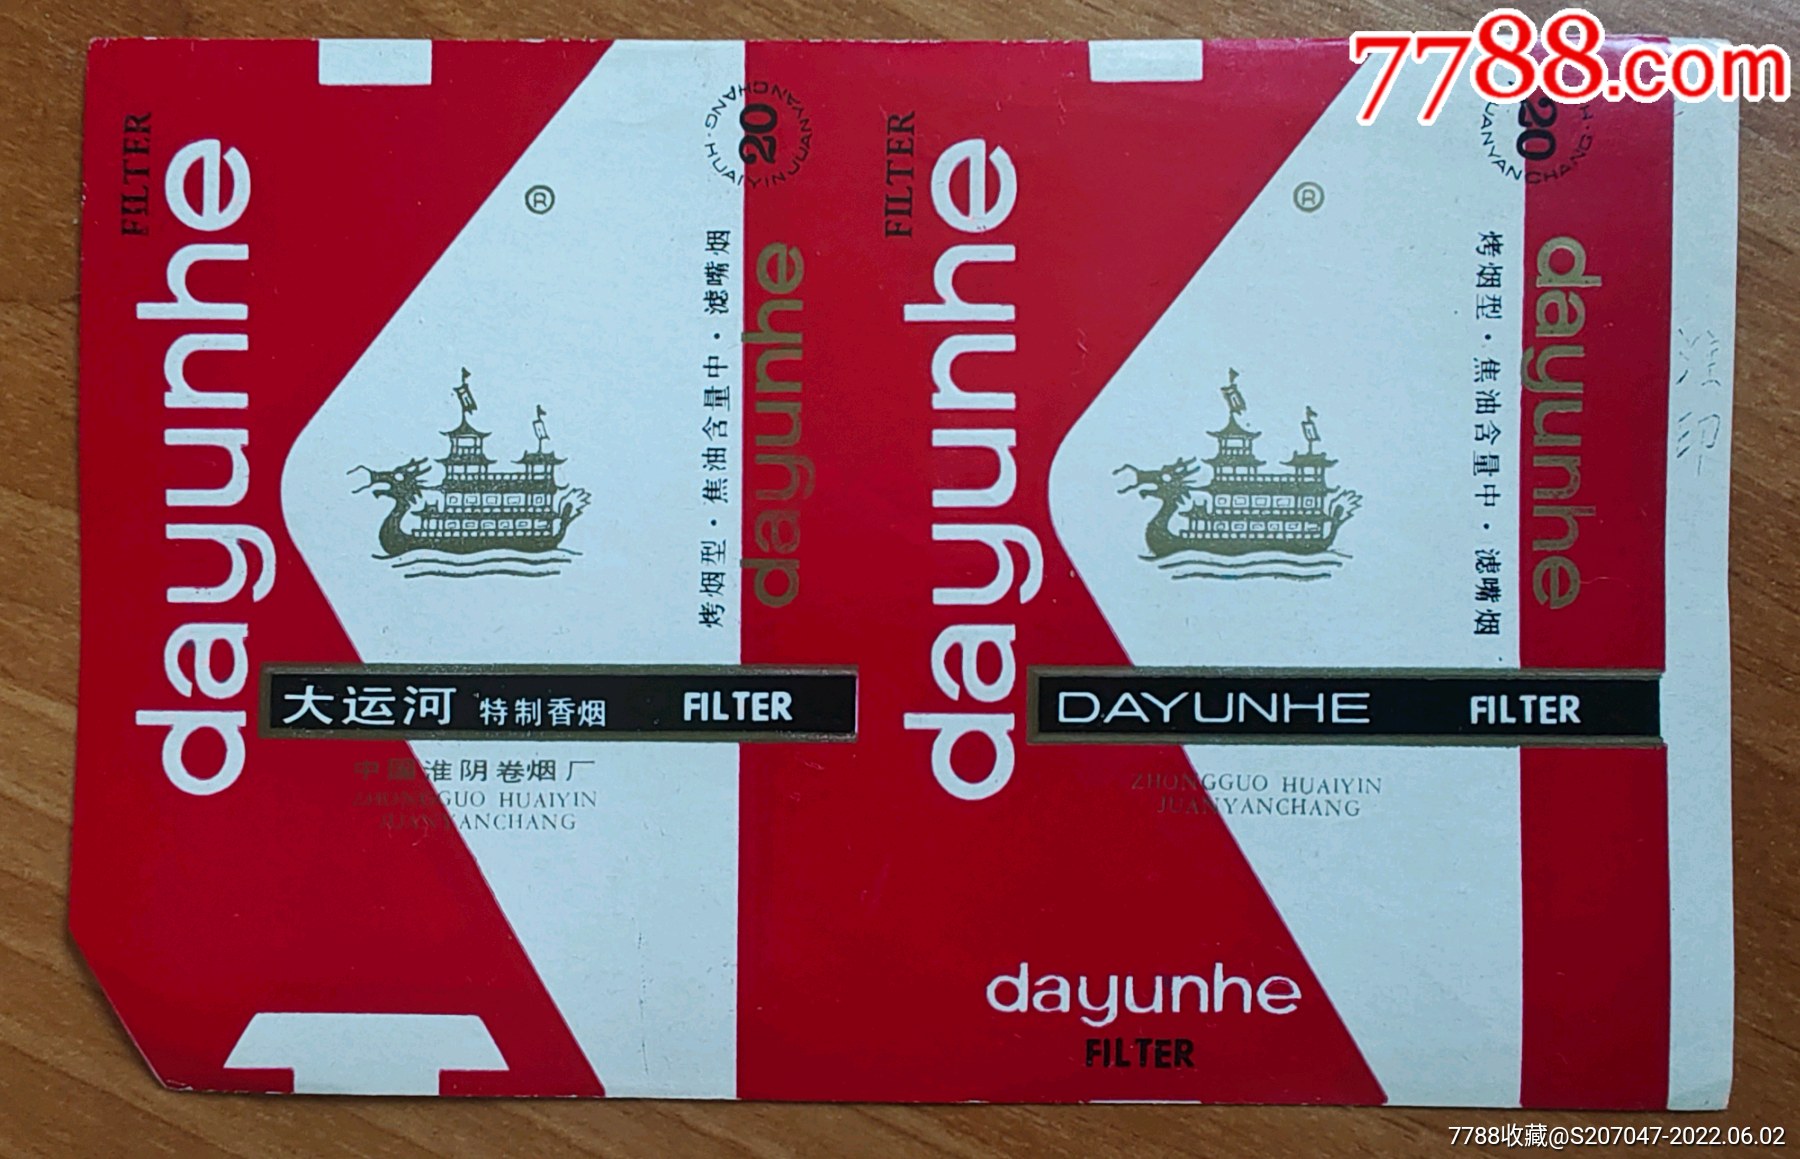 7788.com
FILTER
dayunhe
®
HUAIYINJUANYANCHANG
20
烤烟型·焦油含量中·滤嘴烟
dayunhe
大运河 特制香烟 FILTER
中国淮阴卷烟厂
ZHONGGUO HUAIYIN
JUANYANCHANG
FILTER
dayunhe
®
20
烤烟型·焦油含量中·滤嘴烟
dayunhe
DAYUNHE FILTER
ZHONGGUO HUAIYIN
JUANYANCHANG
dayunhe
FILTER
7788收藏@S207047-2022.06.02